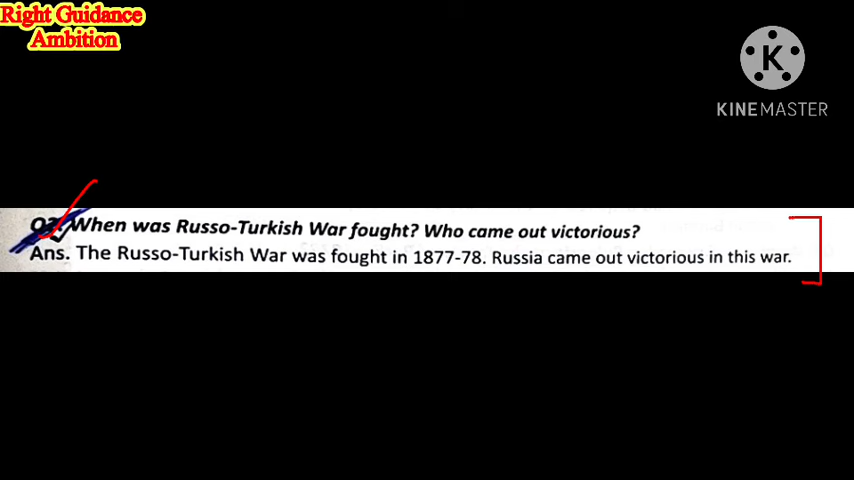 Right Guidance
Ambition
K
KINEMASTER
When was Russo-Turkish War fought? Who came out victorious?
Ans. The Russo-Turkish War was fought in 1877-78. Russia came out victorious in this war.